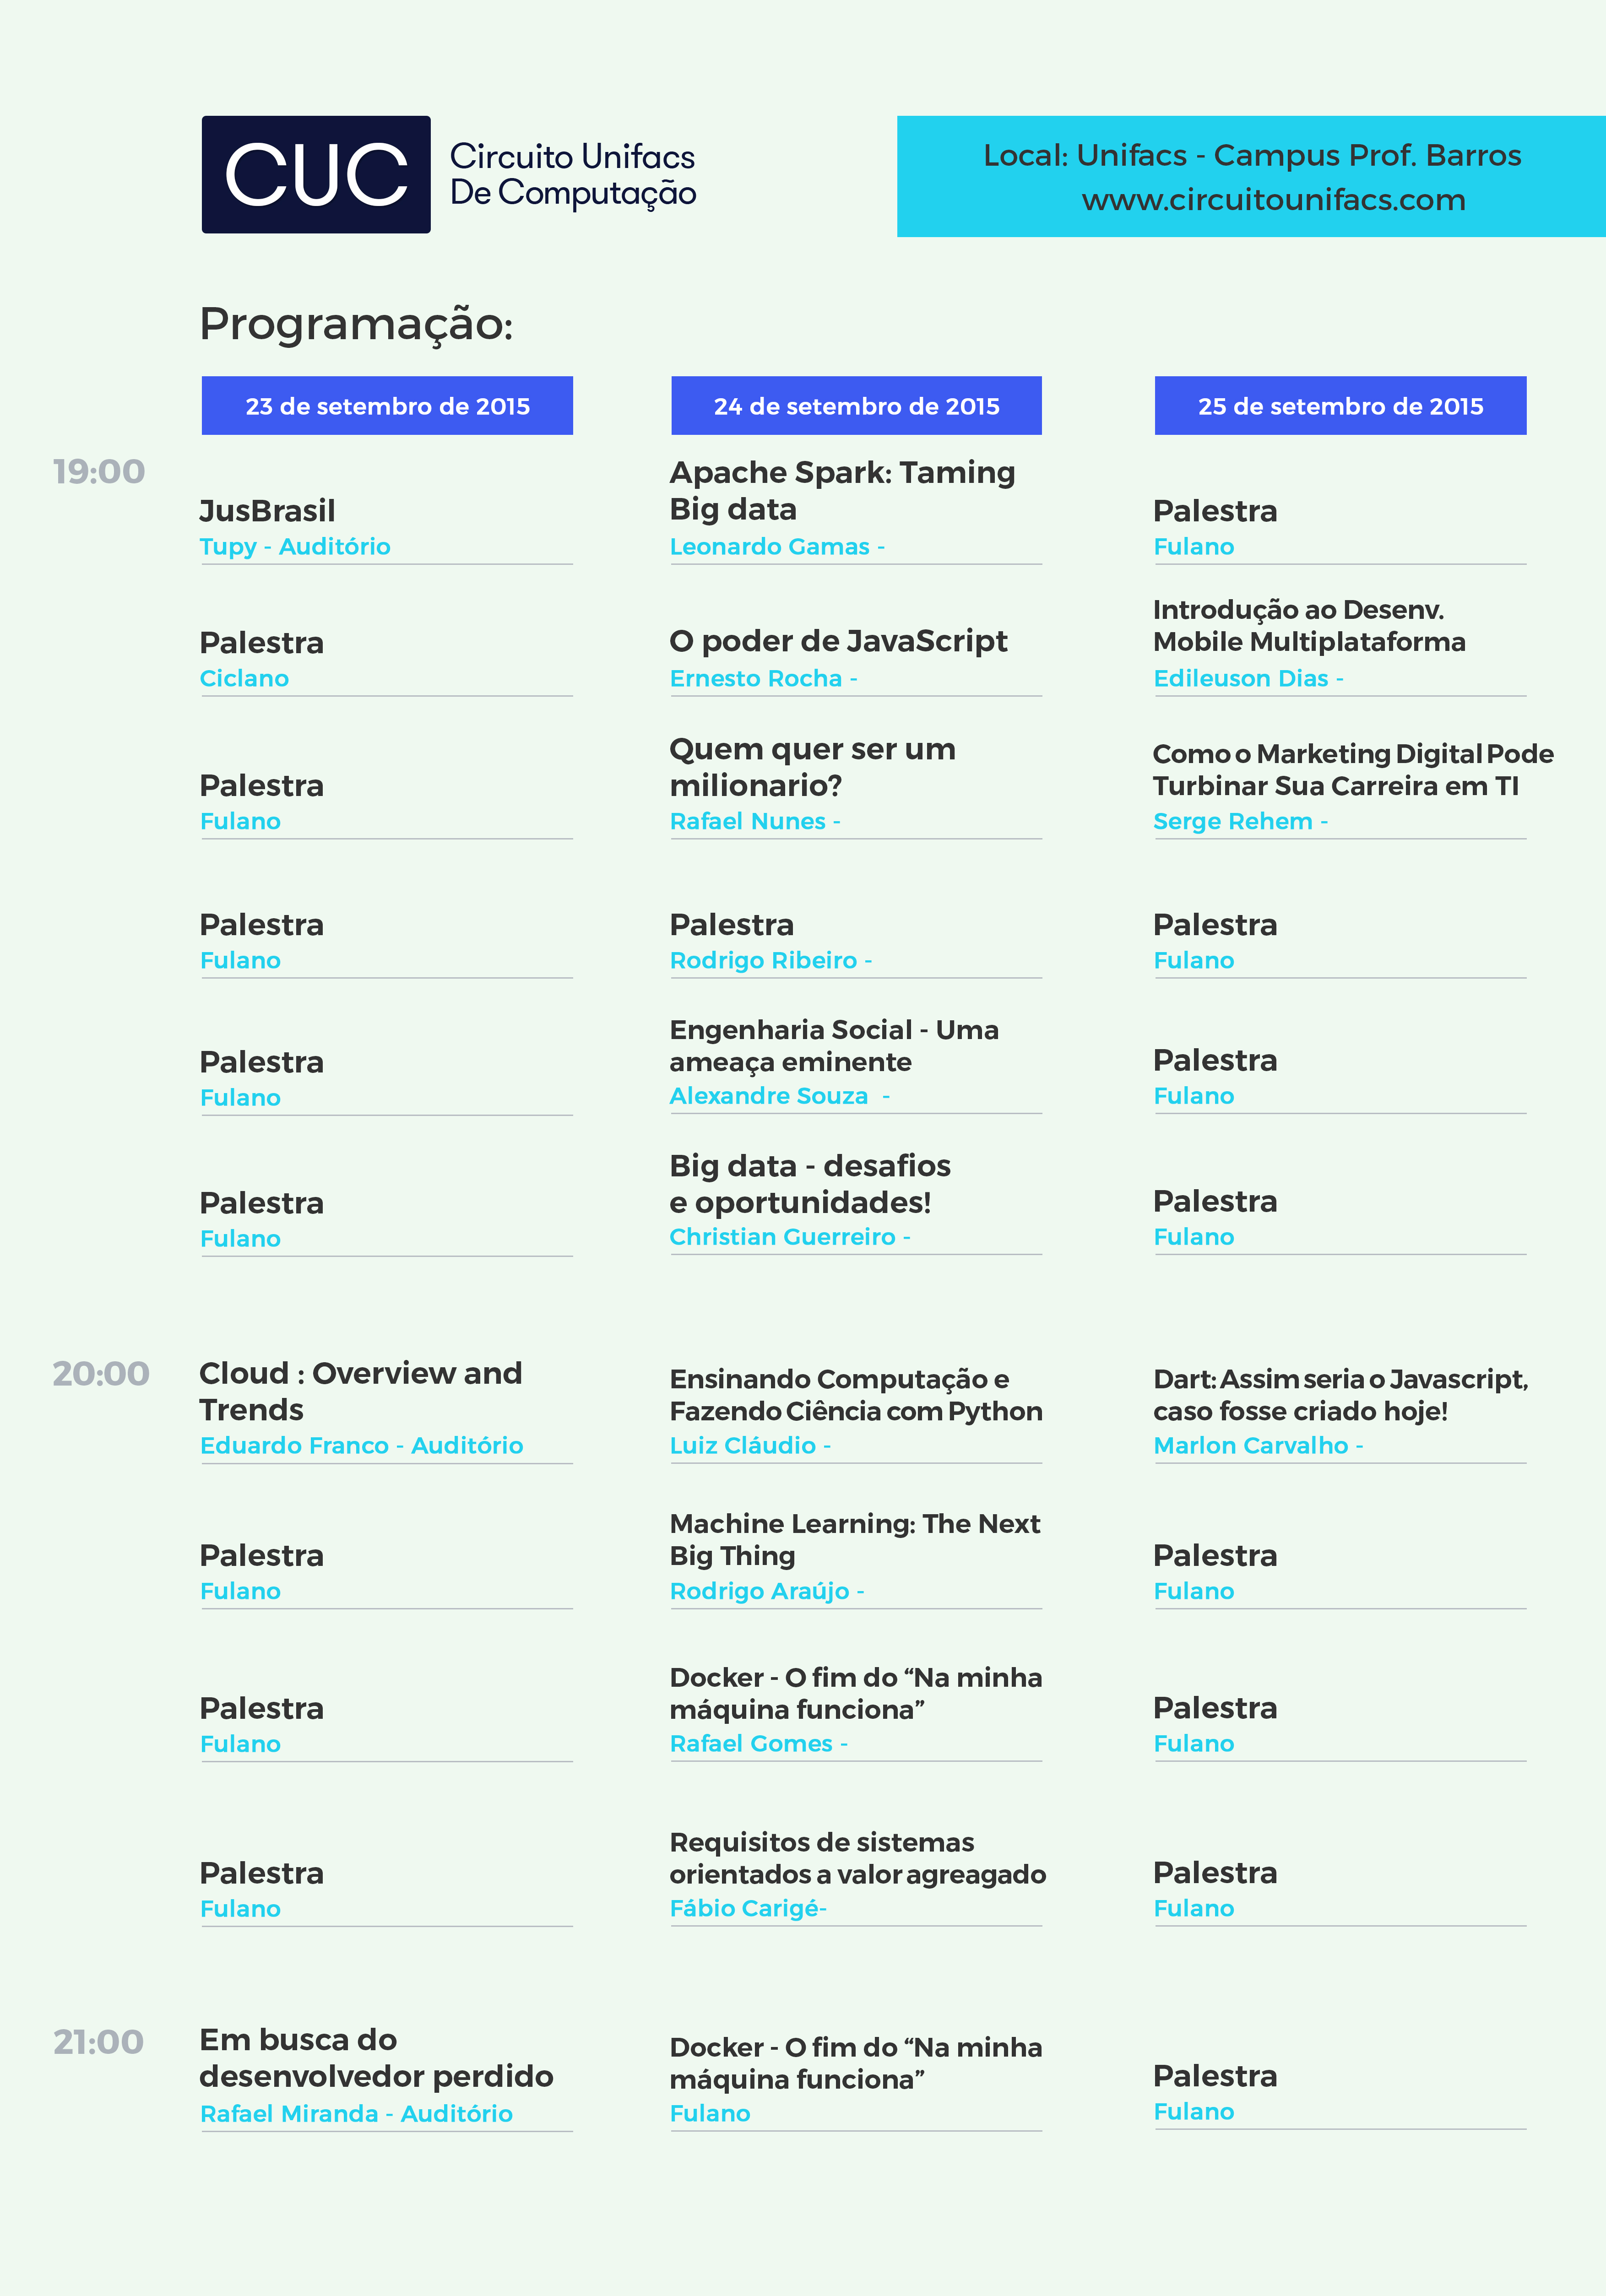 CUC
Circuito Unifacs
De Computação
Local: Unifacs - Campus Prof. Barros
www.circuitounifacs.com
Programação:
23 de setembro de 2015
24 de setembro de 2015
25 de setembro de 2015
19:00
JusBrasil
Tupy - Auditório
Apache Spark: Taming
Big data
Leonardo Gamas -
Palestra
Fulano
Palestra
Ciclano
O poder de JavaScript
Ernesto Rocha -
Introdução ao Desenv.
Mobile Multiplataforma
Edileuson Dias -
Palestra
Fulano
Quem quer ser um
milionario?
Rafael Nunes -
Como o Marketing Digital Pode
Turbinar Sua Carreira em TI
Serge Rehem -
Palestra
Fulano
Palestra
Rodrigo Ribeiro -
Palestra
Fulano
Palestra
Fulano
Engenharia Social - Uma
ameaça eminente
Alexandre Souza -
Palestra
Fulano
Palestra
Fulano
Big data - desafios
e oportunidades!
Christian Guerreiro -
Palestra
Fulano
20:00
Cloud : Overview and
Trends
Eduardo Franco - Auditório
Ensinando Computação e
Fazendo Ciência com Python
Luiz Cláudio -
Dart: Assim seria o Javascript,
caso fosse criado hoje!
Marlon Carvalho -
Palestra
Fulano
Machine Learning: The Next
Big Thing
Rodrigo Araújo -
Palestra
Fulano
Palestra
Fulano
Docker - O fim do “Na minha
máquina funciona”
Rafael Gomes -
Palestra
Fulano
Palestra
Fulano
Requisitos de sistemas
orientados a valor agreagado
Fábio Carigé-
Palestra
Fulano
21:00
Em busca do
desenvolvedor perdido
Rafael Miranda - Auditório
Docker - O fim do “Na minha
máquina funciona”
Fulano
Palestra
Fulano